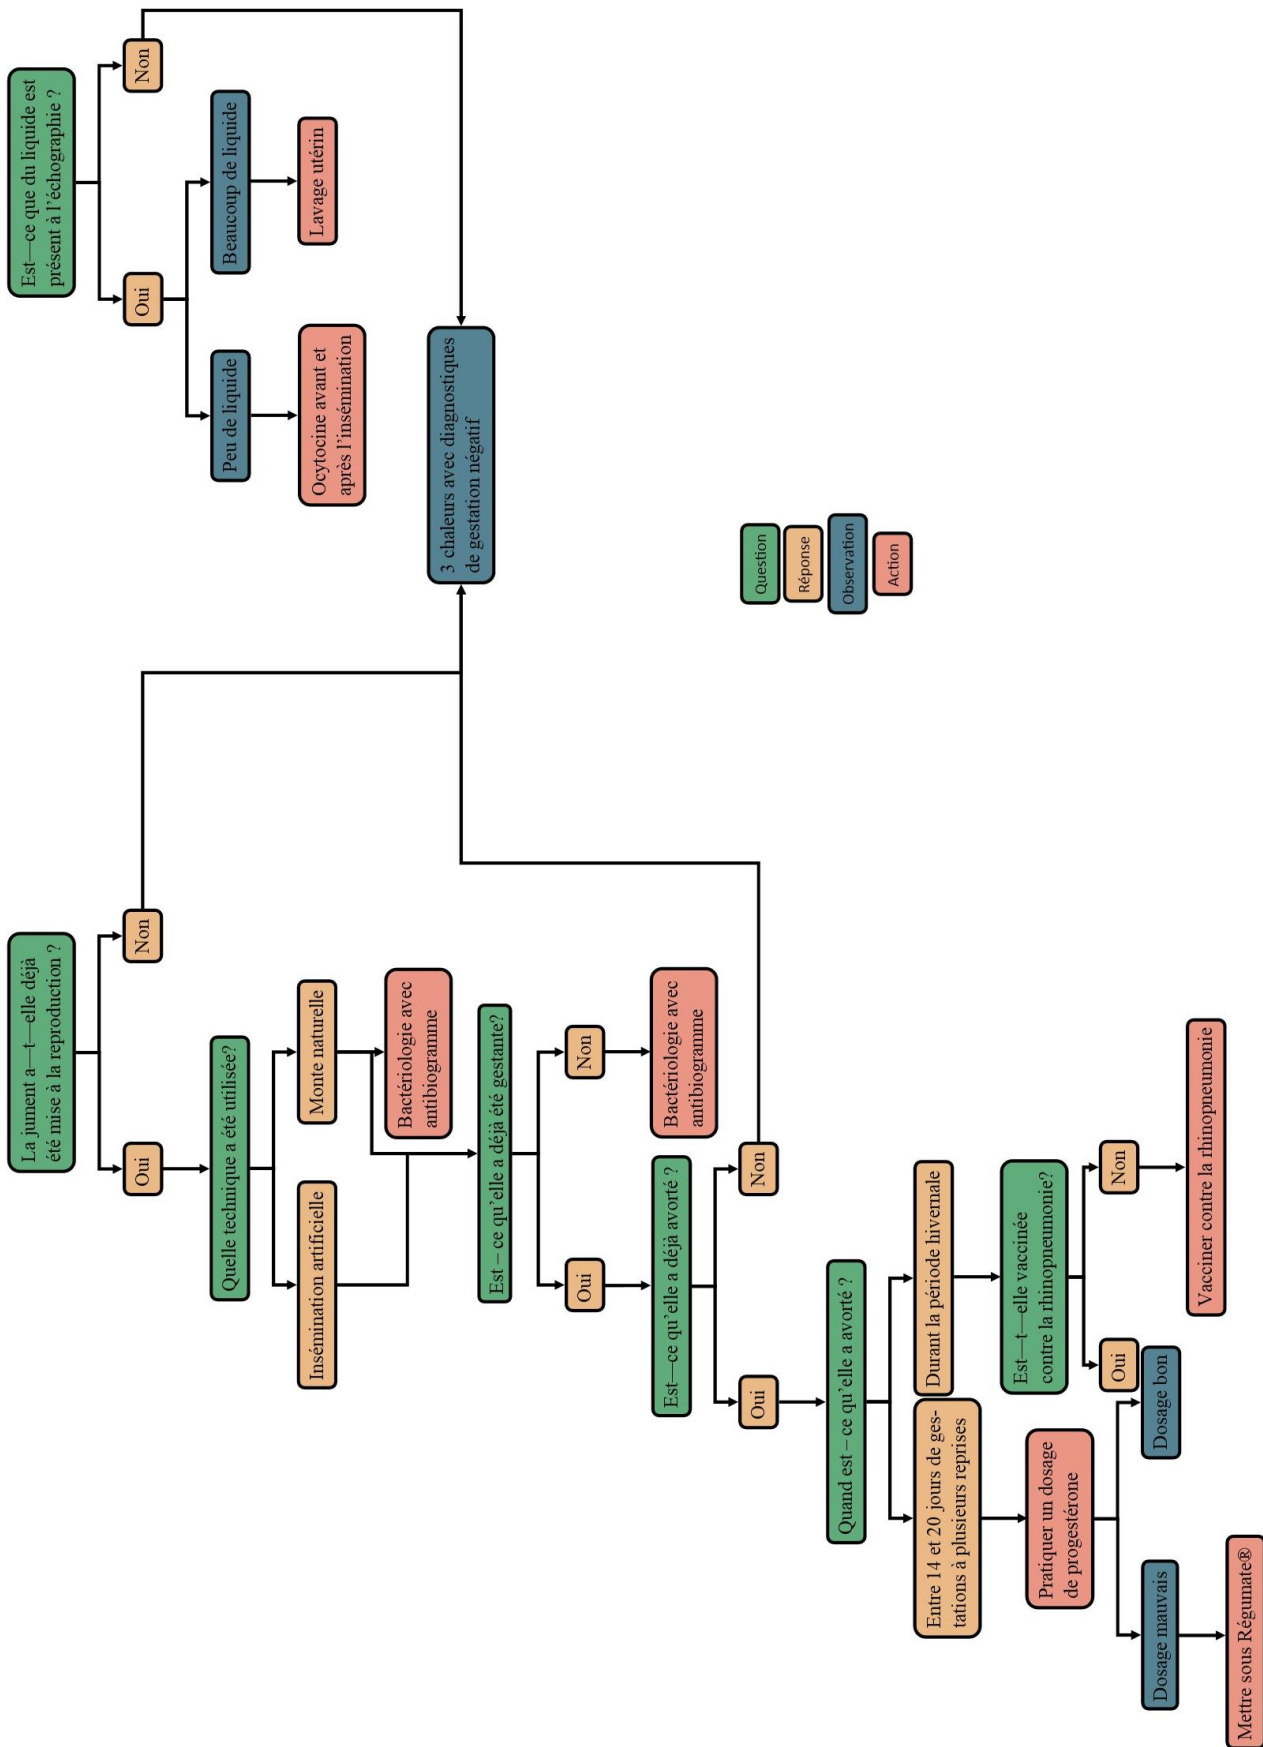 La jument a—t—elle déjà
été mise à la reproduction ?
Oui
Non
Quelle technique a été utilisée?
Insémination artificielle
Monte naturelle
Bactériologie avec
antibiogramme
Est – ce qu'elle a déjà été gestante?
Oui
Non
Bactériologie avec
antibiogramme
Est—ce qu'elle a déjà avorté ?
Oui
Non
Quand est – ce qu'elle a avorté ?
Entre 14 et 20 jours de ges-
tations à plusieurs reprises
Durant la période hivernale
Pratiquer un dosage
de progestérone
Est—t—elle vaccinée
contre la rhinopneumonie?
Oui
Non
Dosage mauvais
Dosage bon
Mettre sous Régumate®
Vacciner contre la rhinopneumonie
Est—ce que du liquide est
présent à l'échographie ?
Oui
Non
Peu de liquide
Beaucoup de liquide
Ocytocine avant et
après l'insémination
Lavage utérin
3 chaleurs avec diagnostiques
de gestation négatif
Question
Réponse
Observation
Action